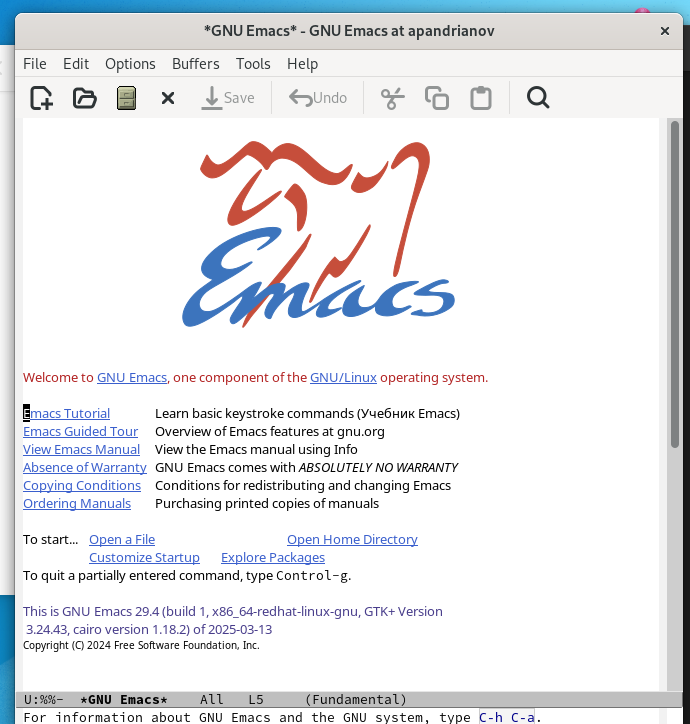 *GNU Emacs* - GNU Emacs at apandrianov
File Edit Options Buffers Tools Help
Save Undo
Emacs
Welcome to GNU Emacs, one component of the GNU/Linux operating system.
Emacs Tutorial Learn basic keystroke commands (Учебник Emacs)
Emacs Guided Tour Overview of Emacs features at gnu.org
View Emacs Manual View the Emacs manual using Info
Absence of Warranty GNU Emacs comes with ABSOLUTELY NO WARRANTY
Copying Conditions Conditions for redistributing and changing Emacs
Ordering Manuals Purchasing printed copies of manuals
To start... Open a File Open Home Directory
Customize Startup Explore Packages
To quit a partially entered command, type Control-g.
This is GNU Emacs 29.4 (build 1, x86_64-redhat-linux-gnu, GTK+ Version
3.24.43, cairo version 1.18.2) of 2025-03-13
Copyright (C) 2024 Free Software Foundation, Inc.
U:%%- *GNU Emacs* All L5 (Fundamental)
For information about GNU Emacs and the GNU system, type C-h C-a.